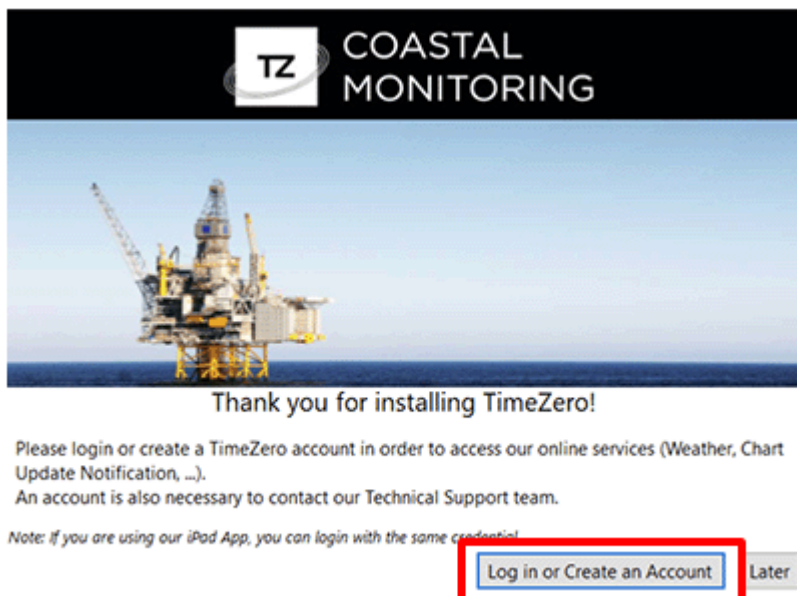 TZ
COASTAL
MONITORING
Thank you for installing TimeZero!
Please login or create a TimeZero account in order to access our online services (Weather, Chart
Update Notification, ...).
An account is also necessary to contact our Technical Support team.
Note: If you are using our iPad App, you can login with the same credential
Log in or Create an Account
Later